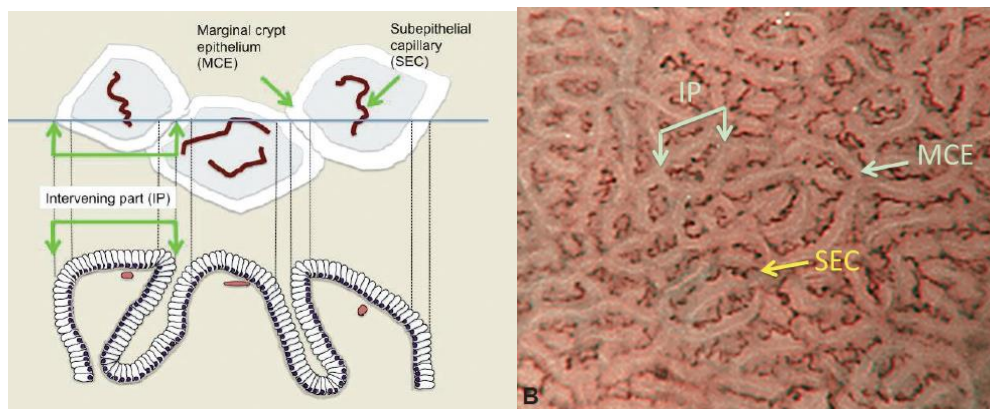 Marginal crypt
epithelium
(MCE)
Subepithelial
capillary
(SEC)
Intervening part (IP)
IP
MCE
SEC
B